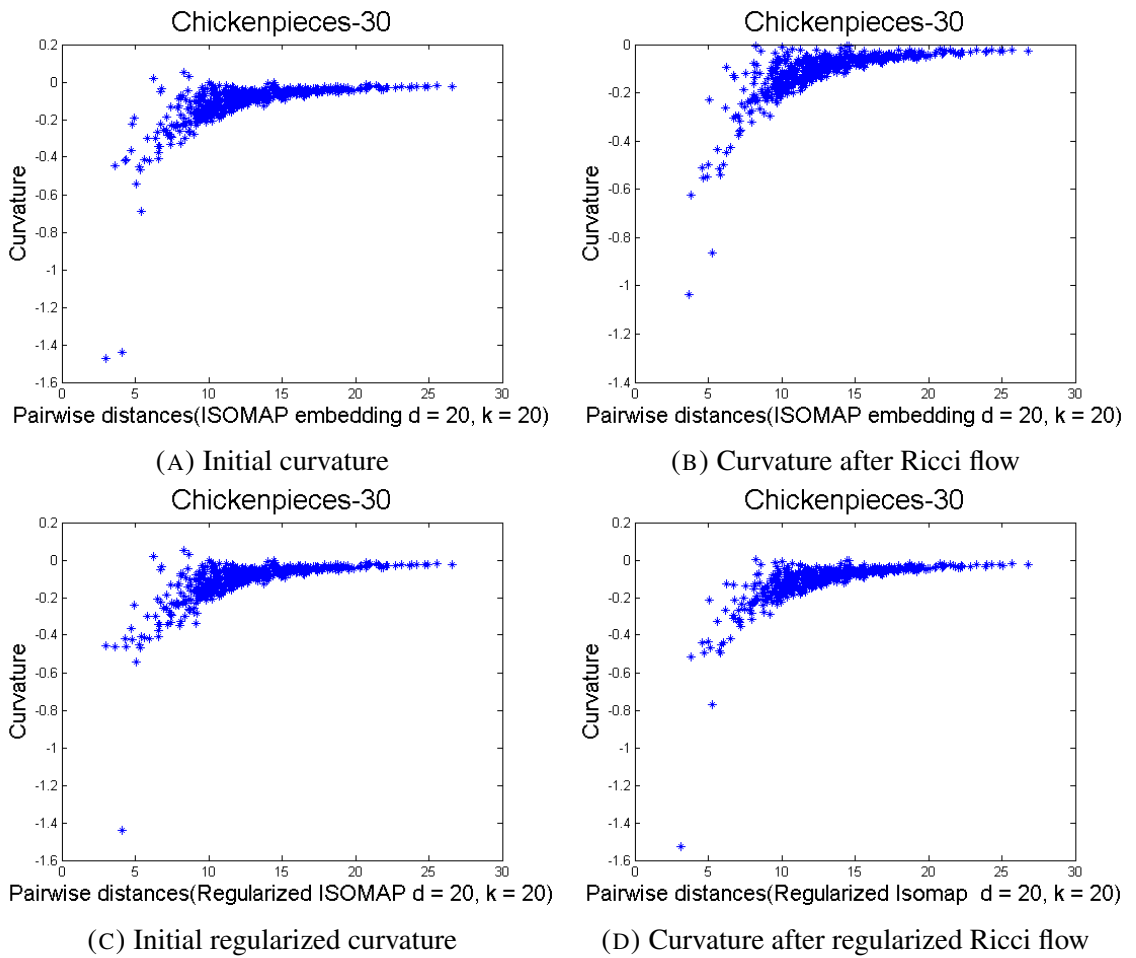 Chickenpieces-30
0.2
0
-0.2
-0.4
-0.6
-0.8
-1
-1.2
-1.4
-1.6
0 5 10 15 20 25 30
Curvature
Pairwise distances(ISOMAP embedding d = 20, k = 20)
(A) Initial curvature
Chickenpieces-30
0
-0.2
-0.4
-0.6
-0.8
-1
-1.2
-1.4
0 5 10 15 20 25 30
Curvature
Pairwise distances(ISOMAP embedding d = 20, k = 20)
(B) Curvature after Ricci flow
Chickenpieces-30
0.2
0
-0.2
-0.4
-0.6
-0.8
-1
-1.2
-1.4
-1.6
0 5 10 15 20 25 30
Curvature
Pairwise distances(Regularized ISOMAP d = 20, k = 20)
(C) Initial regularized curvature
Chickenpieces-30
0.2
0
-0.2
-0.4
-0.6
-0.8
-1
-1.2
-1.4
-1.6
0 5 10 15 20 25 30
Curvature
Pairwise distances(Regularized Isomap d = 20, k = 20)
(D) Curvature after regularized Ricci flow